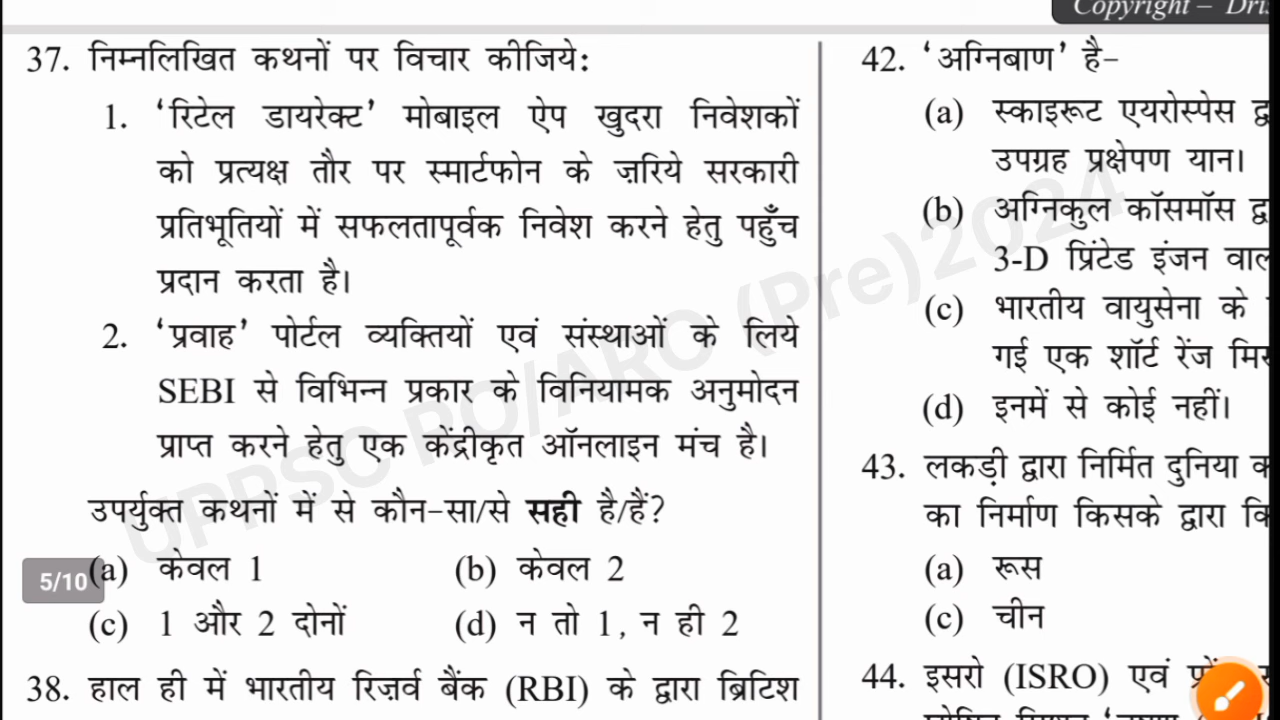 Copyright –
37. निम्नलिखित कथनों पर विचार कीजिये:
1. ‘रिटेल डायरेक्ट’ मोबाइल ऐप खुदरा निवेशकों
को प्रत्यक्ष तौर पर स्मार्टफोन के ज़रिये सरकारी
प्रतिभूतियों में सफलतापूर्वक निवेश करने हेतु पहुँच
प्रदान करता है।
2. ‘प्रवाह’ पोर्टल व्यक्तियों एवं संस्थाओं के लिये
SEBI से विभिन्न प्रकार के विनियामक अनुमोदन
प्राप्त करने हेतु एक केंद्रीकृत ऑनलाइन मंच है।
उपर्युक्त कथनों में से कौन-सा/से सही है/हैं?
(a) केवल 1 (b) केवल 2
(c) 1 और 2 दोनों (d) न तो 1, न ही 2
38. हाल ही में भारतीय रिज़र्व बैंक (RBI) के द्वारा ब्रिटिश
5/10
UPPSC RO/ARO (Pre) 2024
42. ‘अग्निबाण’ है–
(a) स्काइरूट एयरोस्पेस
उपग्रह प्रक्षेपण यान।
(b) अग्निकुल कॉसमॉस
3-D प्रिंटेड इंजन
(c) भारतीय वायुसेना के
गई एक शॉर्ट रेंज
(d) इनमें से कोई नहीं।
43. लकड़ी द्वारा निर्मित दुनिया
का निर्माण किसके द्वारा
(a) रूस
(c) चीन
44. इसरो (ISRO) एवं